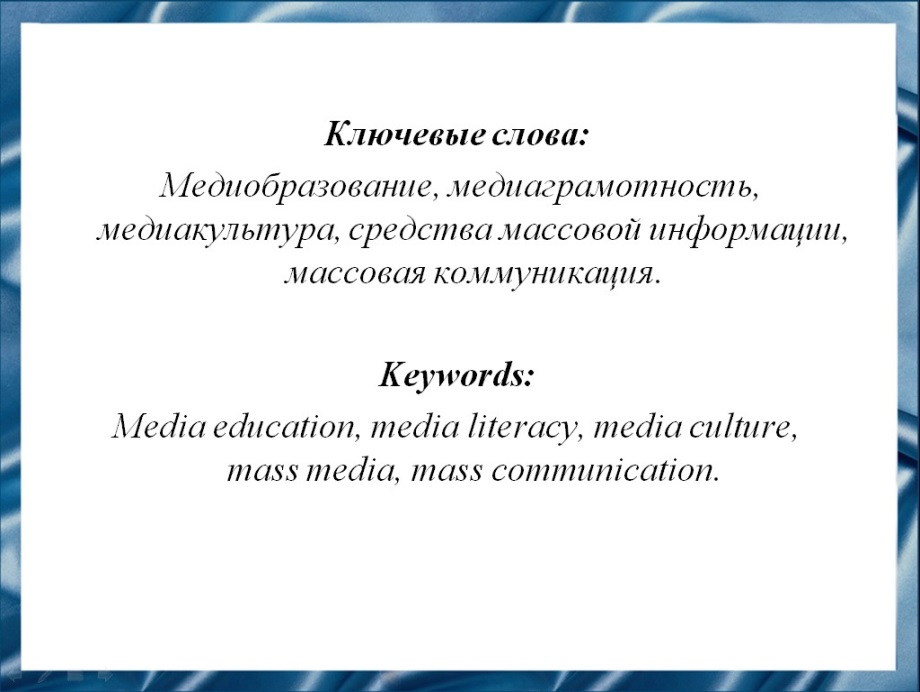 Ключевые слова:
Медиобразование, медиаграмотность,
медиакультура, средства массовой информации,
массовая коммуникация.
Keywords:
Media education, media literacy, media culture,
mass media, mass communication.